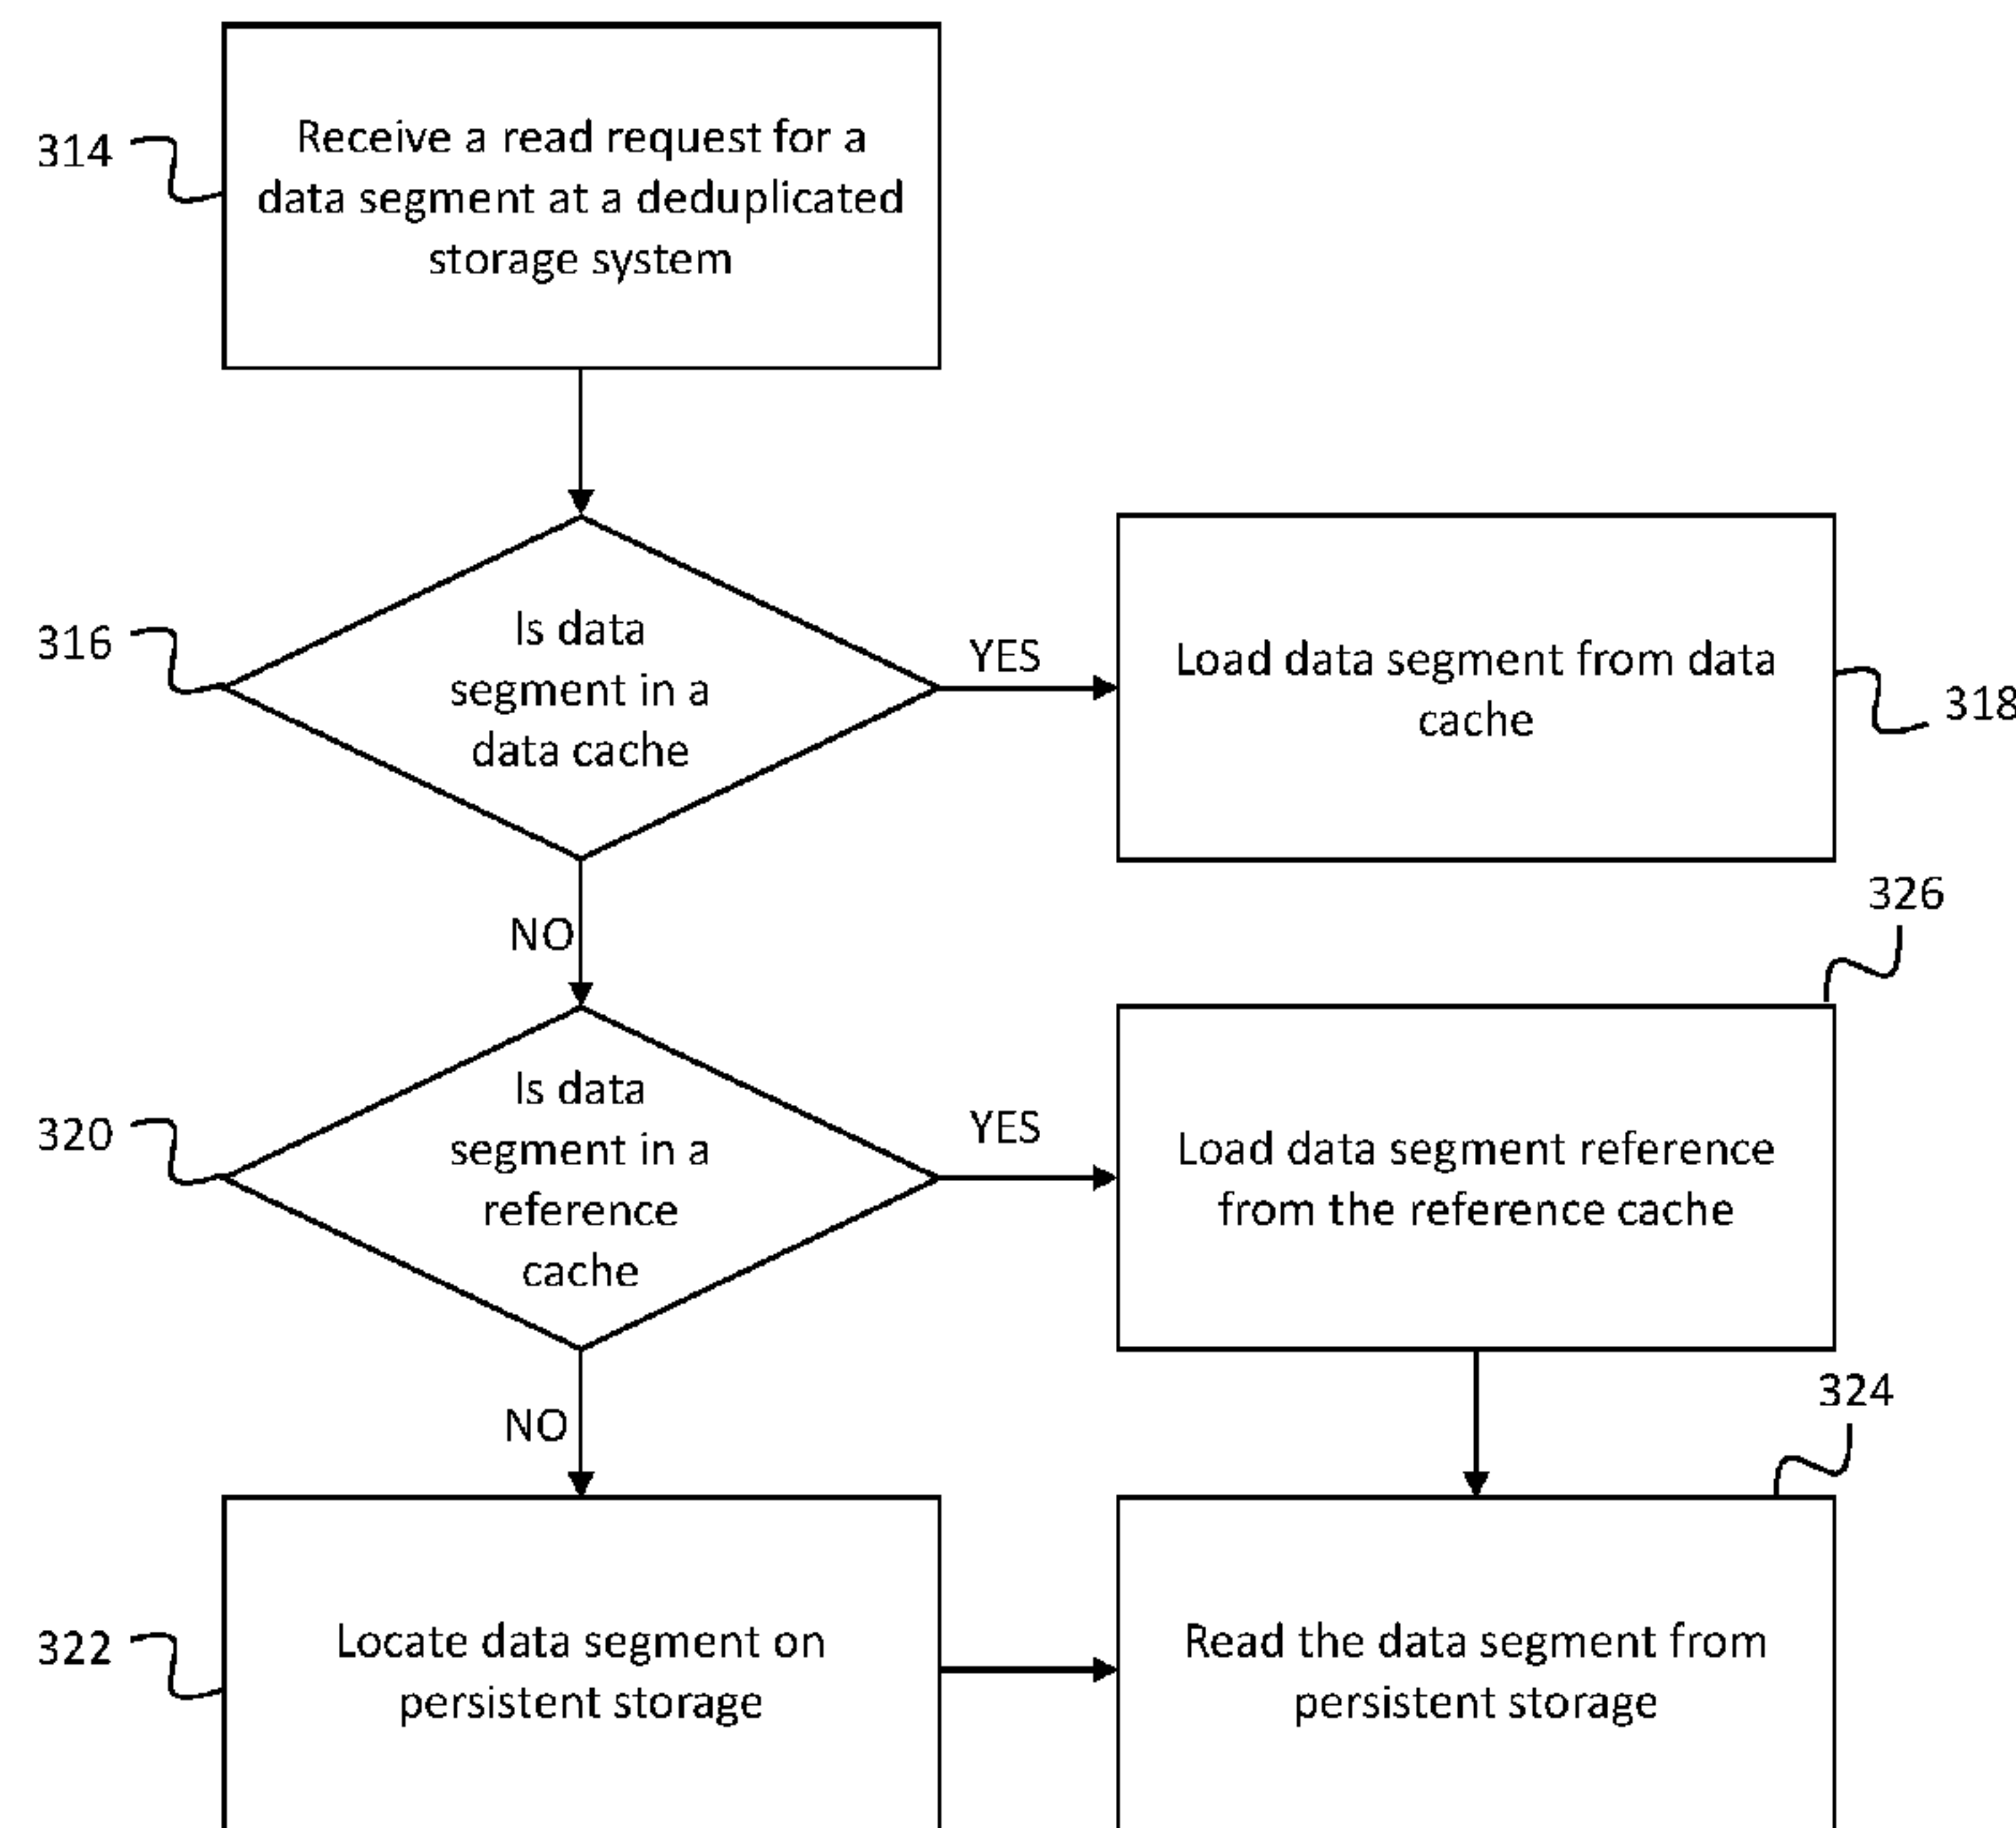 314
Receive a read request for a
data segment at a deduplicated
storage system
316
Is data
segment in a
data cache
YES
Load data segment from data
cache
318
NO
326
320
Is data
segment in a
reference
cache
YES
Load data segment reference
from the reference cache
NO
324
322
Locate data segment on
persistent storage
Read the data segment from
persistent storage